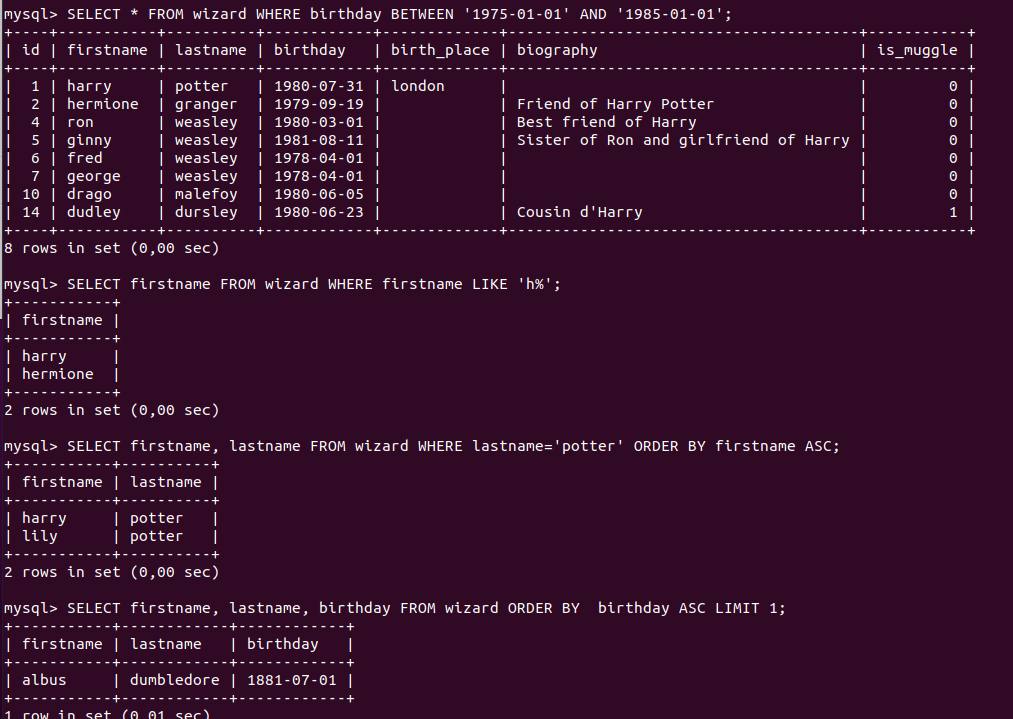 mysql> SELECT * FROM wizard WHERE birthday BETWEEN '1975-01-01' AND '1985-01-01';
+----+-----------+----------+------------+-------------+---------------------------------------+-----------+
| id | firstname | lastname | birthday   | birth_place | biography                             | is_muggle |
+----+-----------+----------+------------+-------------+---------------------------------------+-----------+
|  1 | harry     | potter   | 1980-07-31 | london      |                                       |         0 |
|  2 | hermione  | granger  | 1979-09-19 |             | Friend of Harry Potter                |         0 |
|  4 | ron       | weasley  | 1980-03-01 |             | Best friend of Harry                  |         0 |
|  5 | ginny     | weasley  | 1981-08-11 |             | Sister of Ron and girlfriend of Harry |         0 |
|  6 | fred      | weasley  | 1978-04-01 |             |                                       |         0 |
|  7 | george    | weasley  | 1978-04-01 |             |                                       |         0 |
| 10 | drago     | malefoy  | 1980-06-05 |             |                                       |         0 |
| 14 | dudley    | dursley  | 1980-06-23 |             | Cousin d'Harry                        |         1 |
+----+-----------+----------+------------+-------------+---------------------------------------+-----------+
8 rows in set (0,00 sec)
mysql> SELECT firstname FROM wizard WHERE firstname LIKE 'h%';
+-----------+
| firstname |
+-----------+
| harry     |
| hermione  |
+-----------+
2 rows in set (0,00 sec)
mysql> SELECT firstname, lastname FROM wizard WHERE lastname='potter' ORDER BY firstname ASC;
+-----------+----------+
| firstname | lastname |
+-----------+----------+
| harry     | potter   |
| lily      | potter   |
+-----------+----------+
2 rows in set (0,00 sec)
mysql> SELECT firstname, lastname, birthday FROM wizard ORDER BY  birthday ASC LIMIT 1;
+-----------+------------+------------+
| firstname | lastname   | birthday   |
+-----------+------------+------------+
| albus     | dumbledore | 1881-07-01 |
+-----------+------------+------------+
1 row in set (0,01 sec)